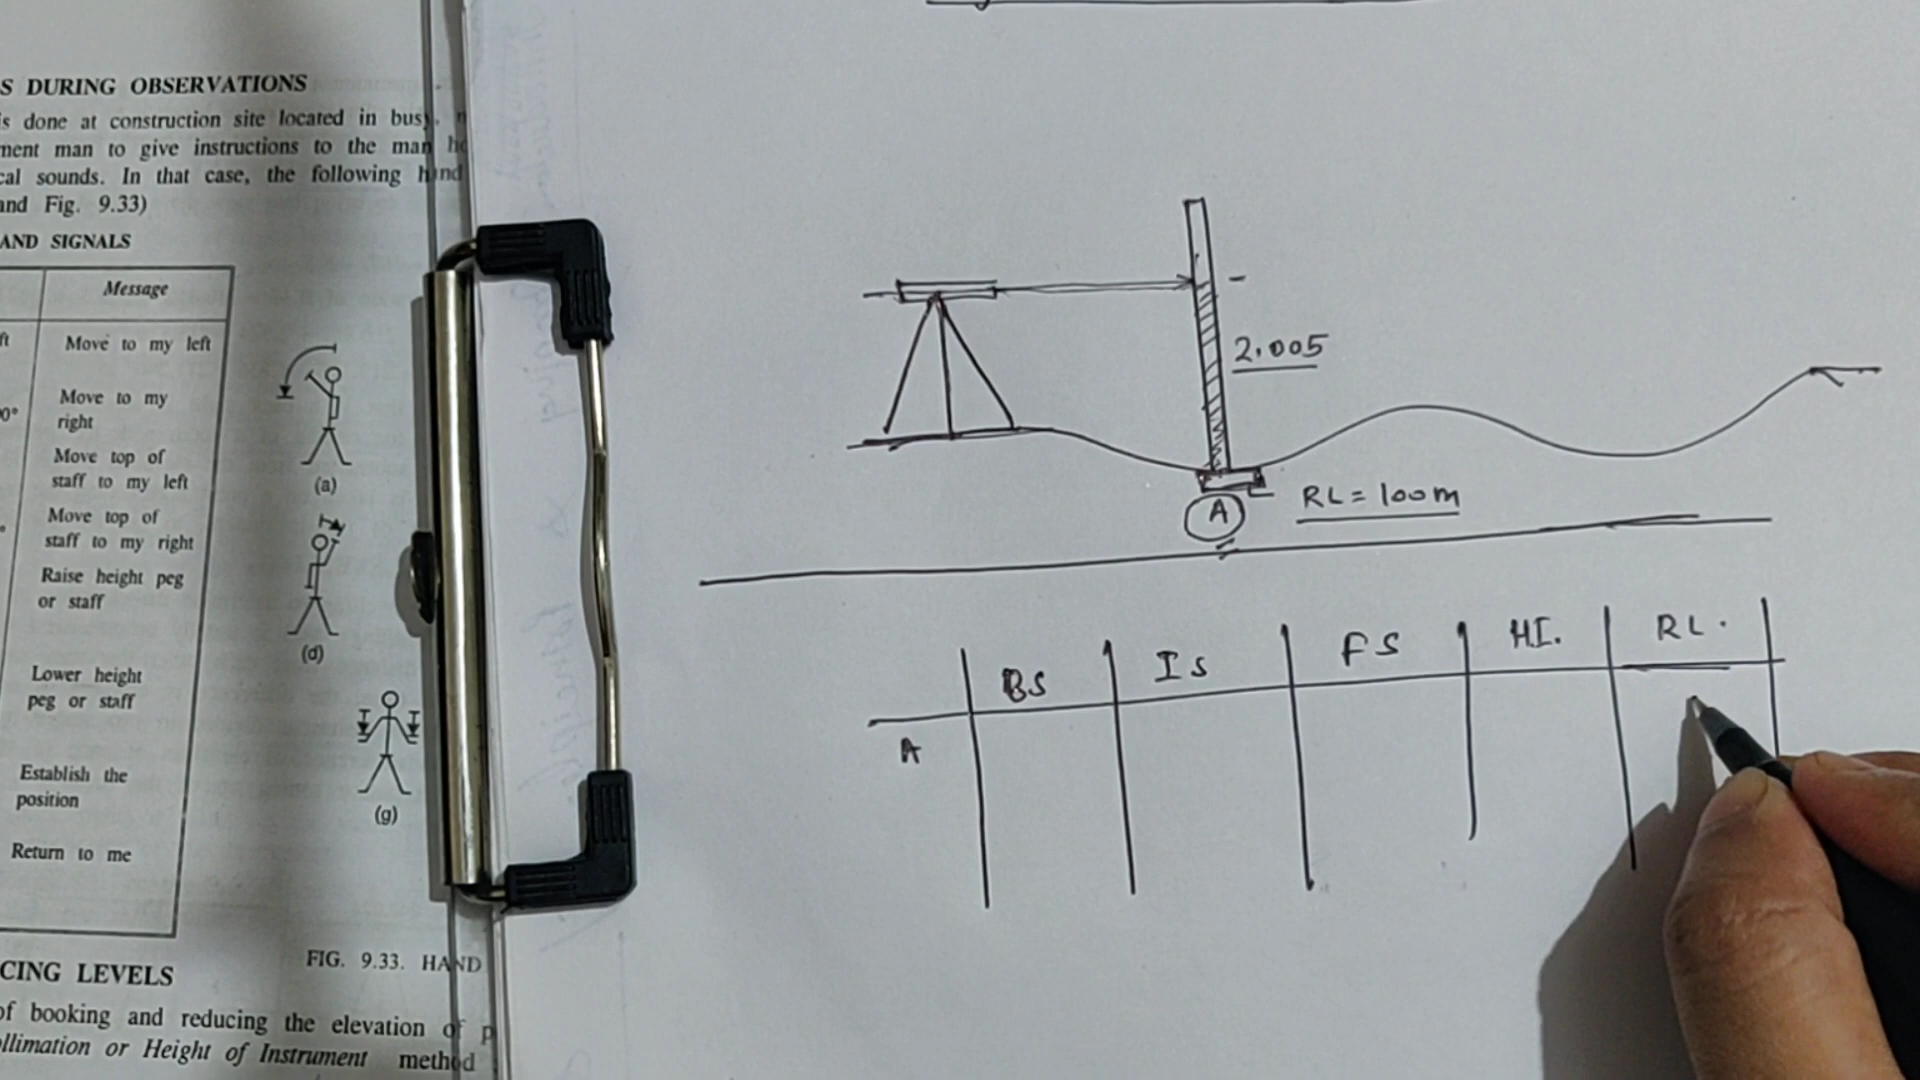 S DURING OBSERVATIONS
is done at construction site located in busy,
ment man to give instructions to the man
cal sounds. In that case, the following hand
and Fig. 9.33)
AND SIGNALS
Message
ft
Move to my left
0°
Move to my
right
Move top of
staff to my left
Move top of
staff to my right
Raise height peg
or staff
Lower height
peg or staff
Establish the
position
Return to me
(a)
(d)
(g)
FIG. 9.33. HAND
CING LEVELS
of booking and reducing the elevation of p
ollimation or Height of Instrument method
2.005
A
RL = 100m
BS
IS
FS
HI.
RL.
A